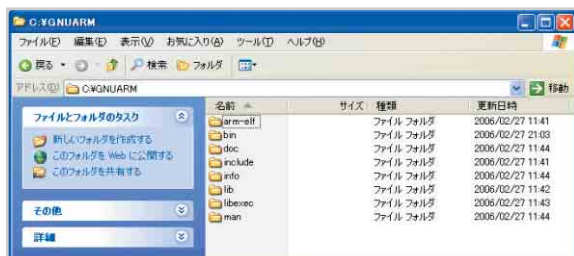 C:¥GNUARM
ファイル(F) 編集(E) 表示(V) お気に入り(A) ツール(T) ヘルプ(H)
戻る 検索 フォルダ
アドレス(D) C:¥GNUARM 移動
ファイルとフォルダのタスク
新しいフォルダを作成する
このフォルダを Web に公開する
このフォルダを共有する
その他
詳細
名前 サイズ 種類 更新日時
arm-elf ファイル フォルダ 2006/02/27 11:41
bin ファイル フォルダ 2006/02/27 21:03
doc ファイル フォルダ 2006/02/27 11:44
include ファイル フォルダ 2006/02/27 11:41
info ファイル フォルダ 2006/02/27 11:44
lib ファイル フォルダ 2006/02/27 11:42
libexec ファイル フォルダ 2006/02/27 11:43
man ファイル フォルダ 2006/02/27 11:44